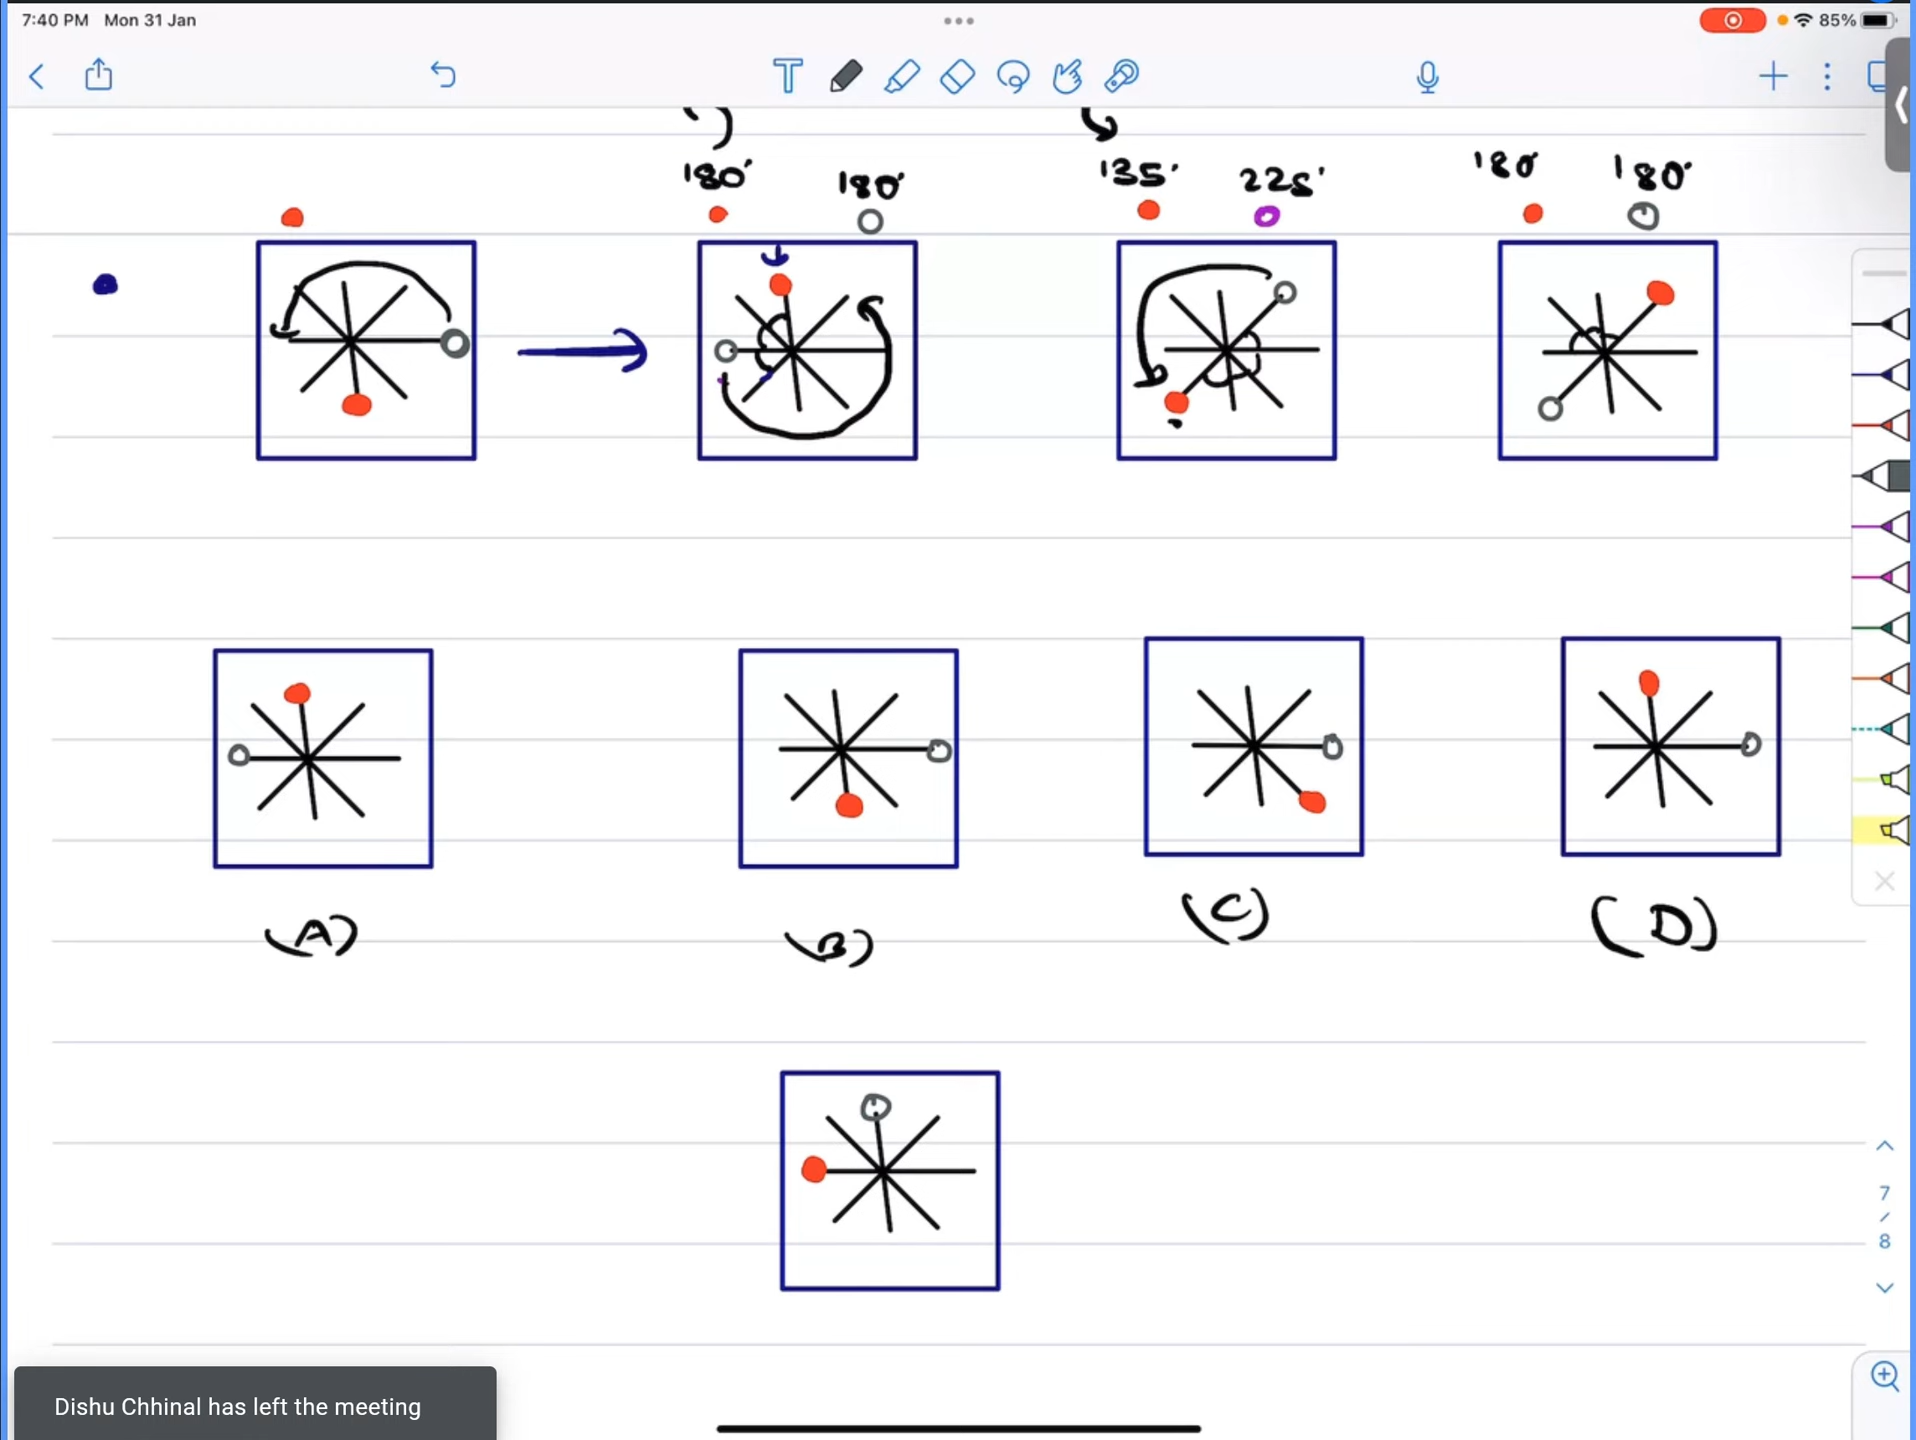 7:40 PM Mon 31 Jan
85%
T
180° 180° 135° 225° 180° 180°
(A) (B) (C) (D)
7
/
8
Dishu Chhinal has left the meeting